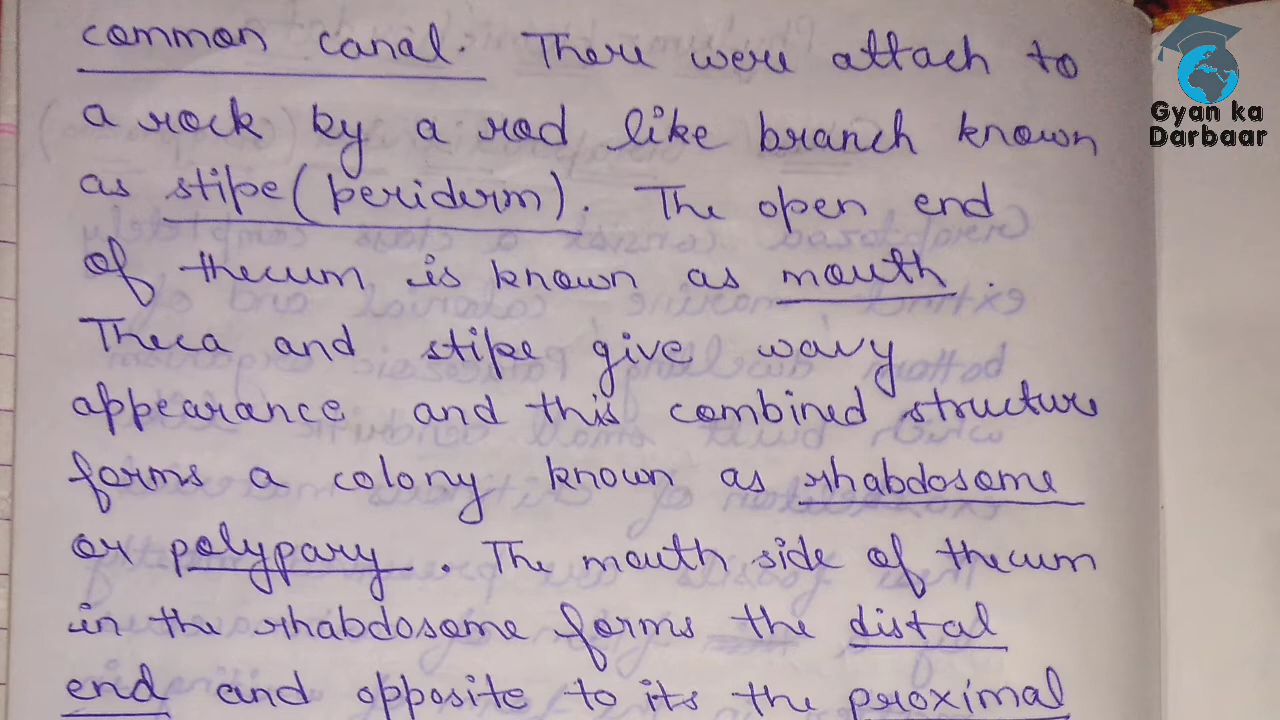 common canal. There were attach to
a rock by a rod like branch known
as stipe (periderm). The open end
of thecum is known as mouth.
Theca and stipe give wavy
appearance and this combined structure
forms a colony known as rhabdosome
or polypary. The mouth side of thecum
in the rhabdosome forms the distal
end and opposite to its the proximal
Gyan ka
Darbaar